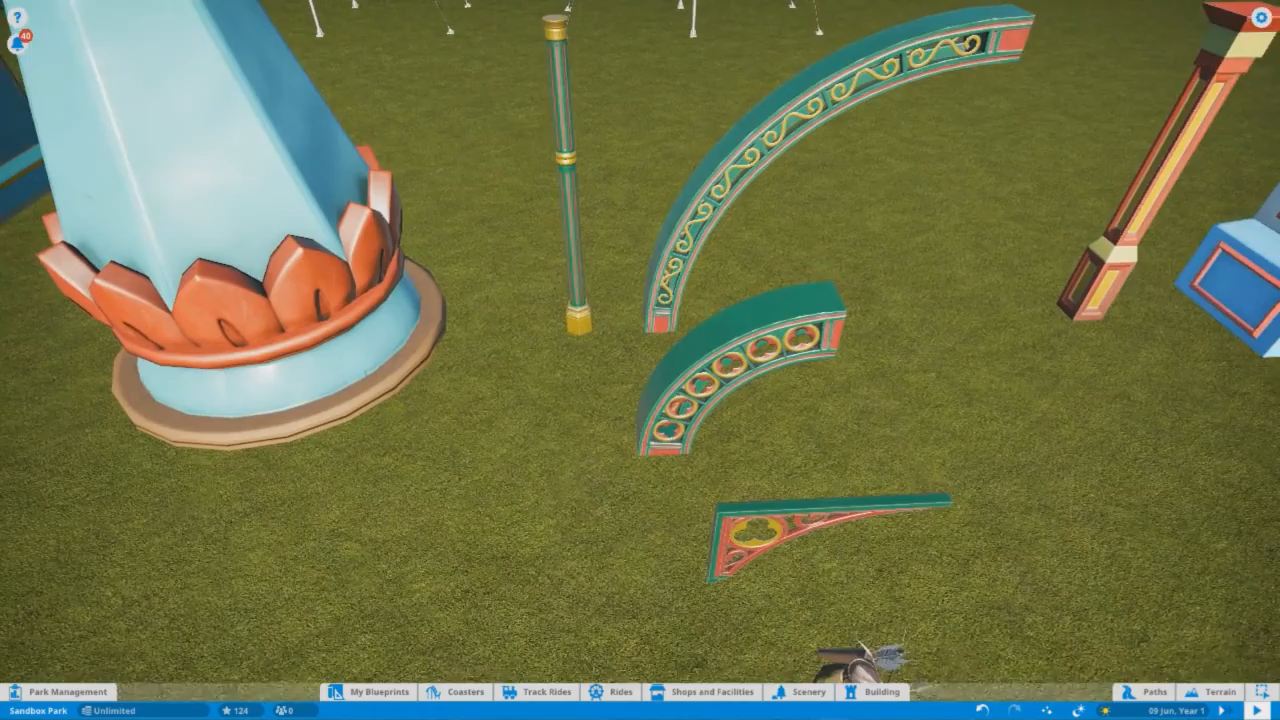 ?
40
Park Management
My Blueprints
Coasters
Track Rides
Rides
Shops and Facilities
Scenery
Building
Paths
Terrain
Sandbox Park
Unlimited
124
0
09 Jun, Year 1